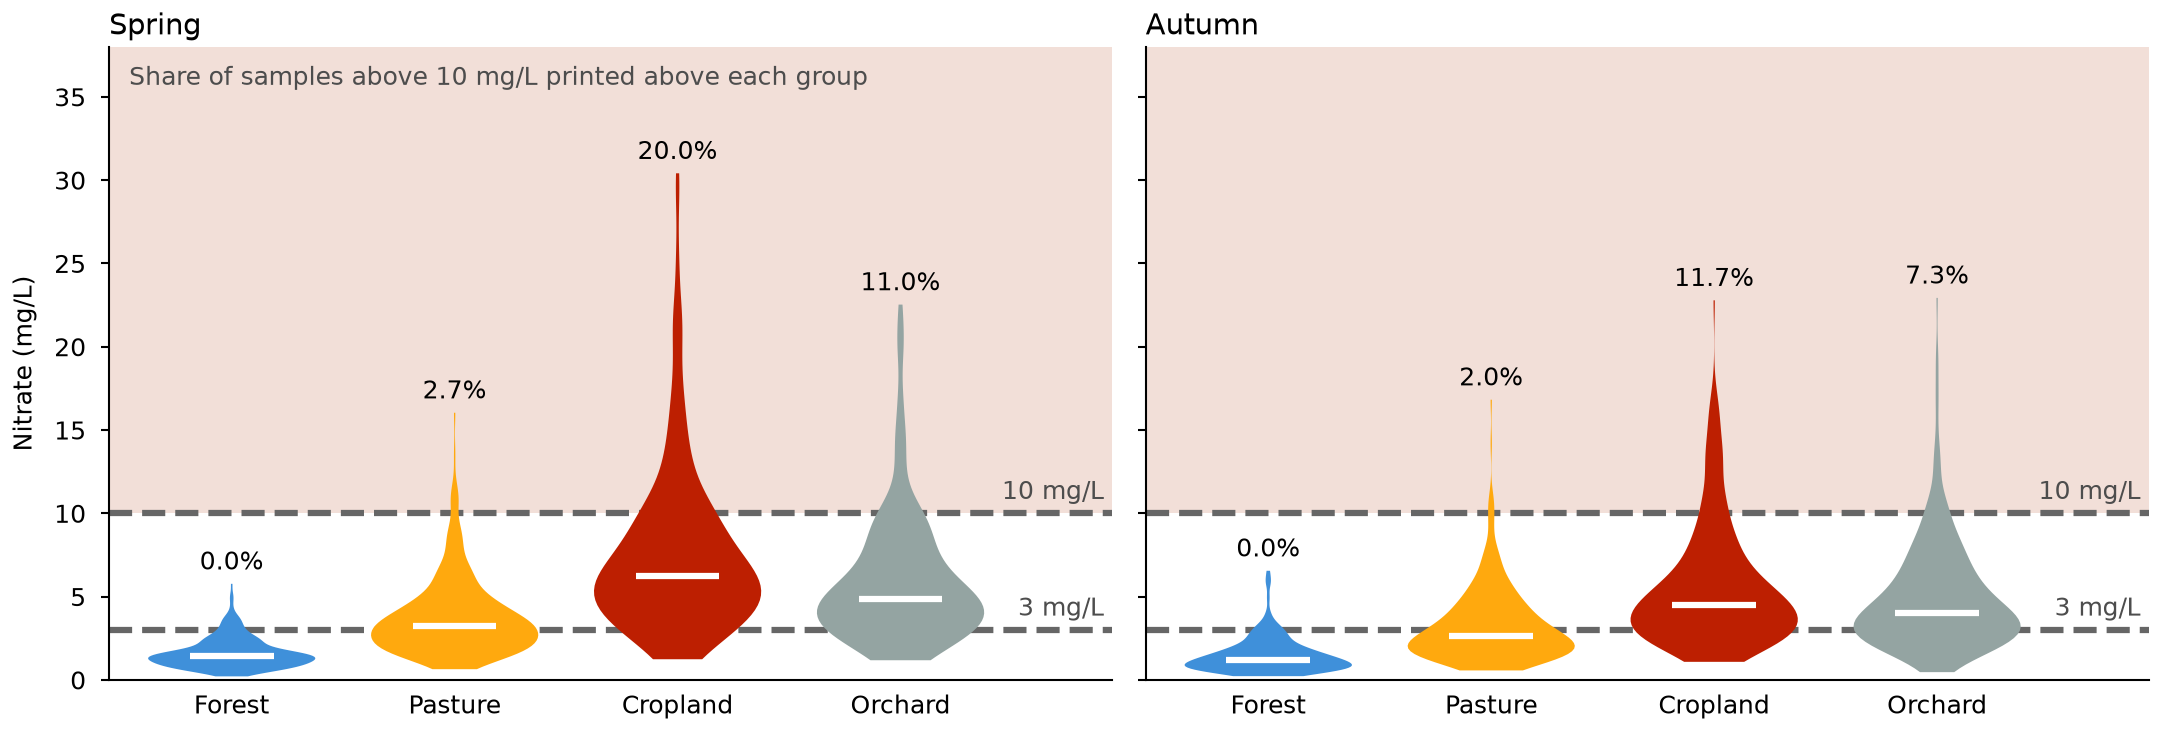 Spring
Share of samples above 10 mg/L printed above each group
Nitrate (mg/L)
35
30
25
20
15
10
5
0
20.0%
11.0%
2.7%
0.0%
10 mg/L
3 mg/L
Forest Pasture Cropland Orchard
Autumn
11.7% 7.3%
2.0%
0.0%
10 mg/L
3 mg/L
Forest Pasture Cropland Orchard